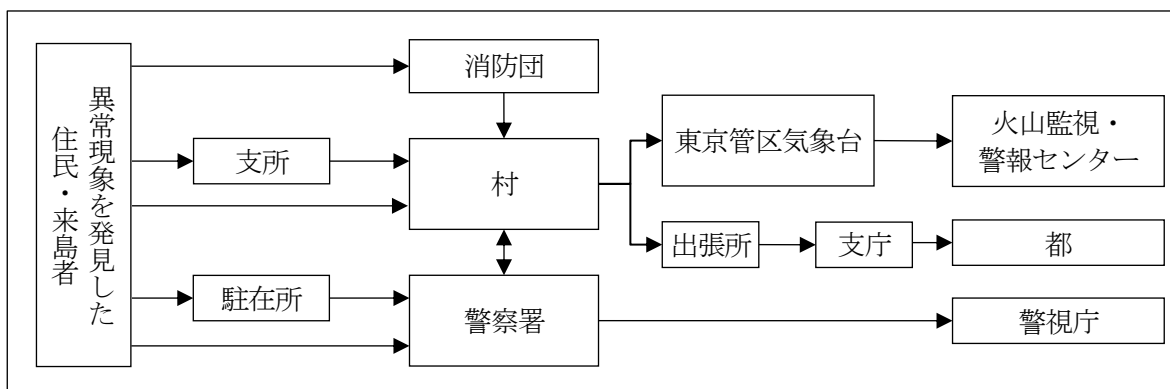 異常現象を発見した
住民・来島者
消防団
支所
村
駐在所
警察署
東京管区気象台
火山監視・
警報センター
出張所
支庁
都
警視庁